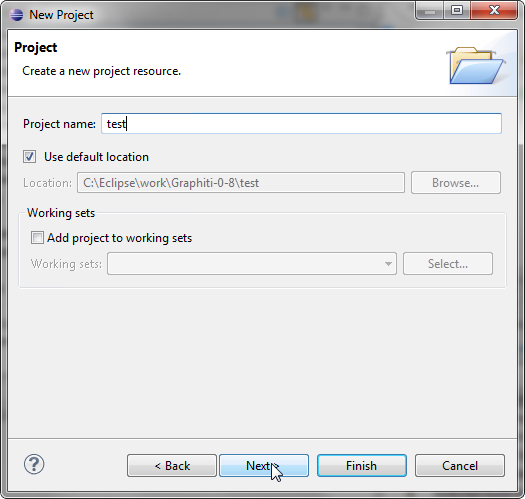 New Project
Project
Create a new project resource.
Project name: test
Use default location
Location: C:\Eclipse\work\Graphiti-0-8\test Browse...
Working sets
Add project to working sets
Working sets: Select...
? < Back Next > Finish Cancel